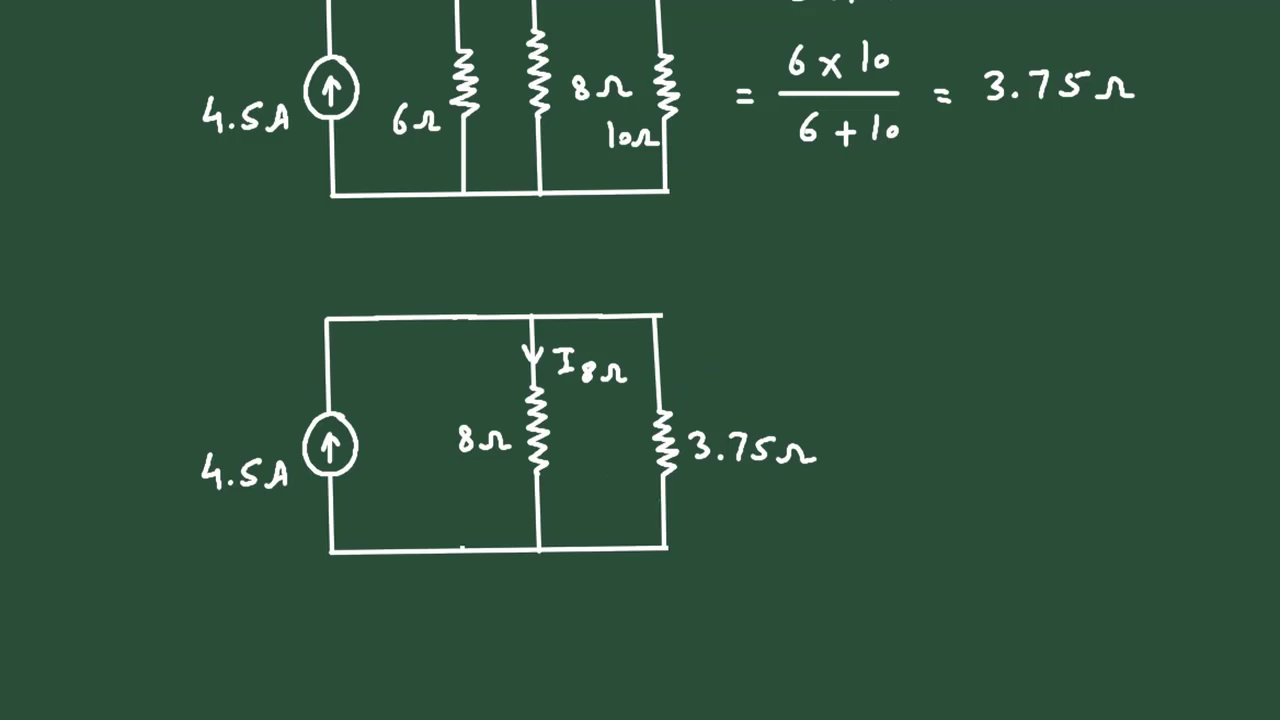 4.5A 6Ω 8Ω 10Ω
= 6 × 10 / 6 + 10 = 3.75Ω
I8Ω
4.5A 8Ω 3.75Ω